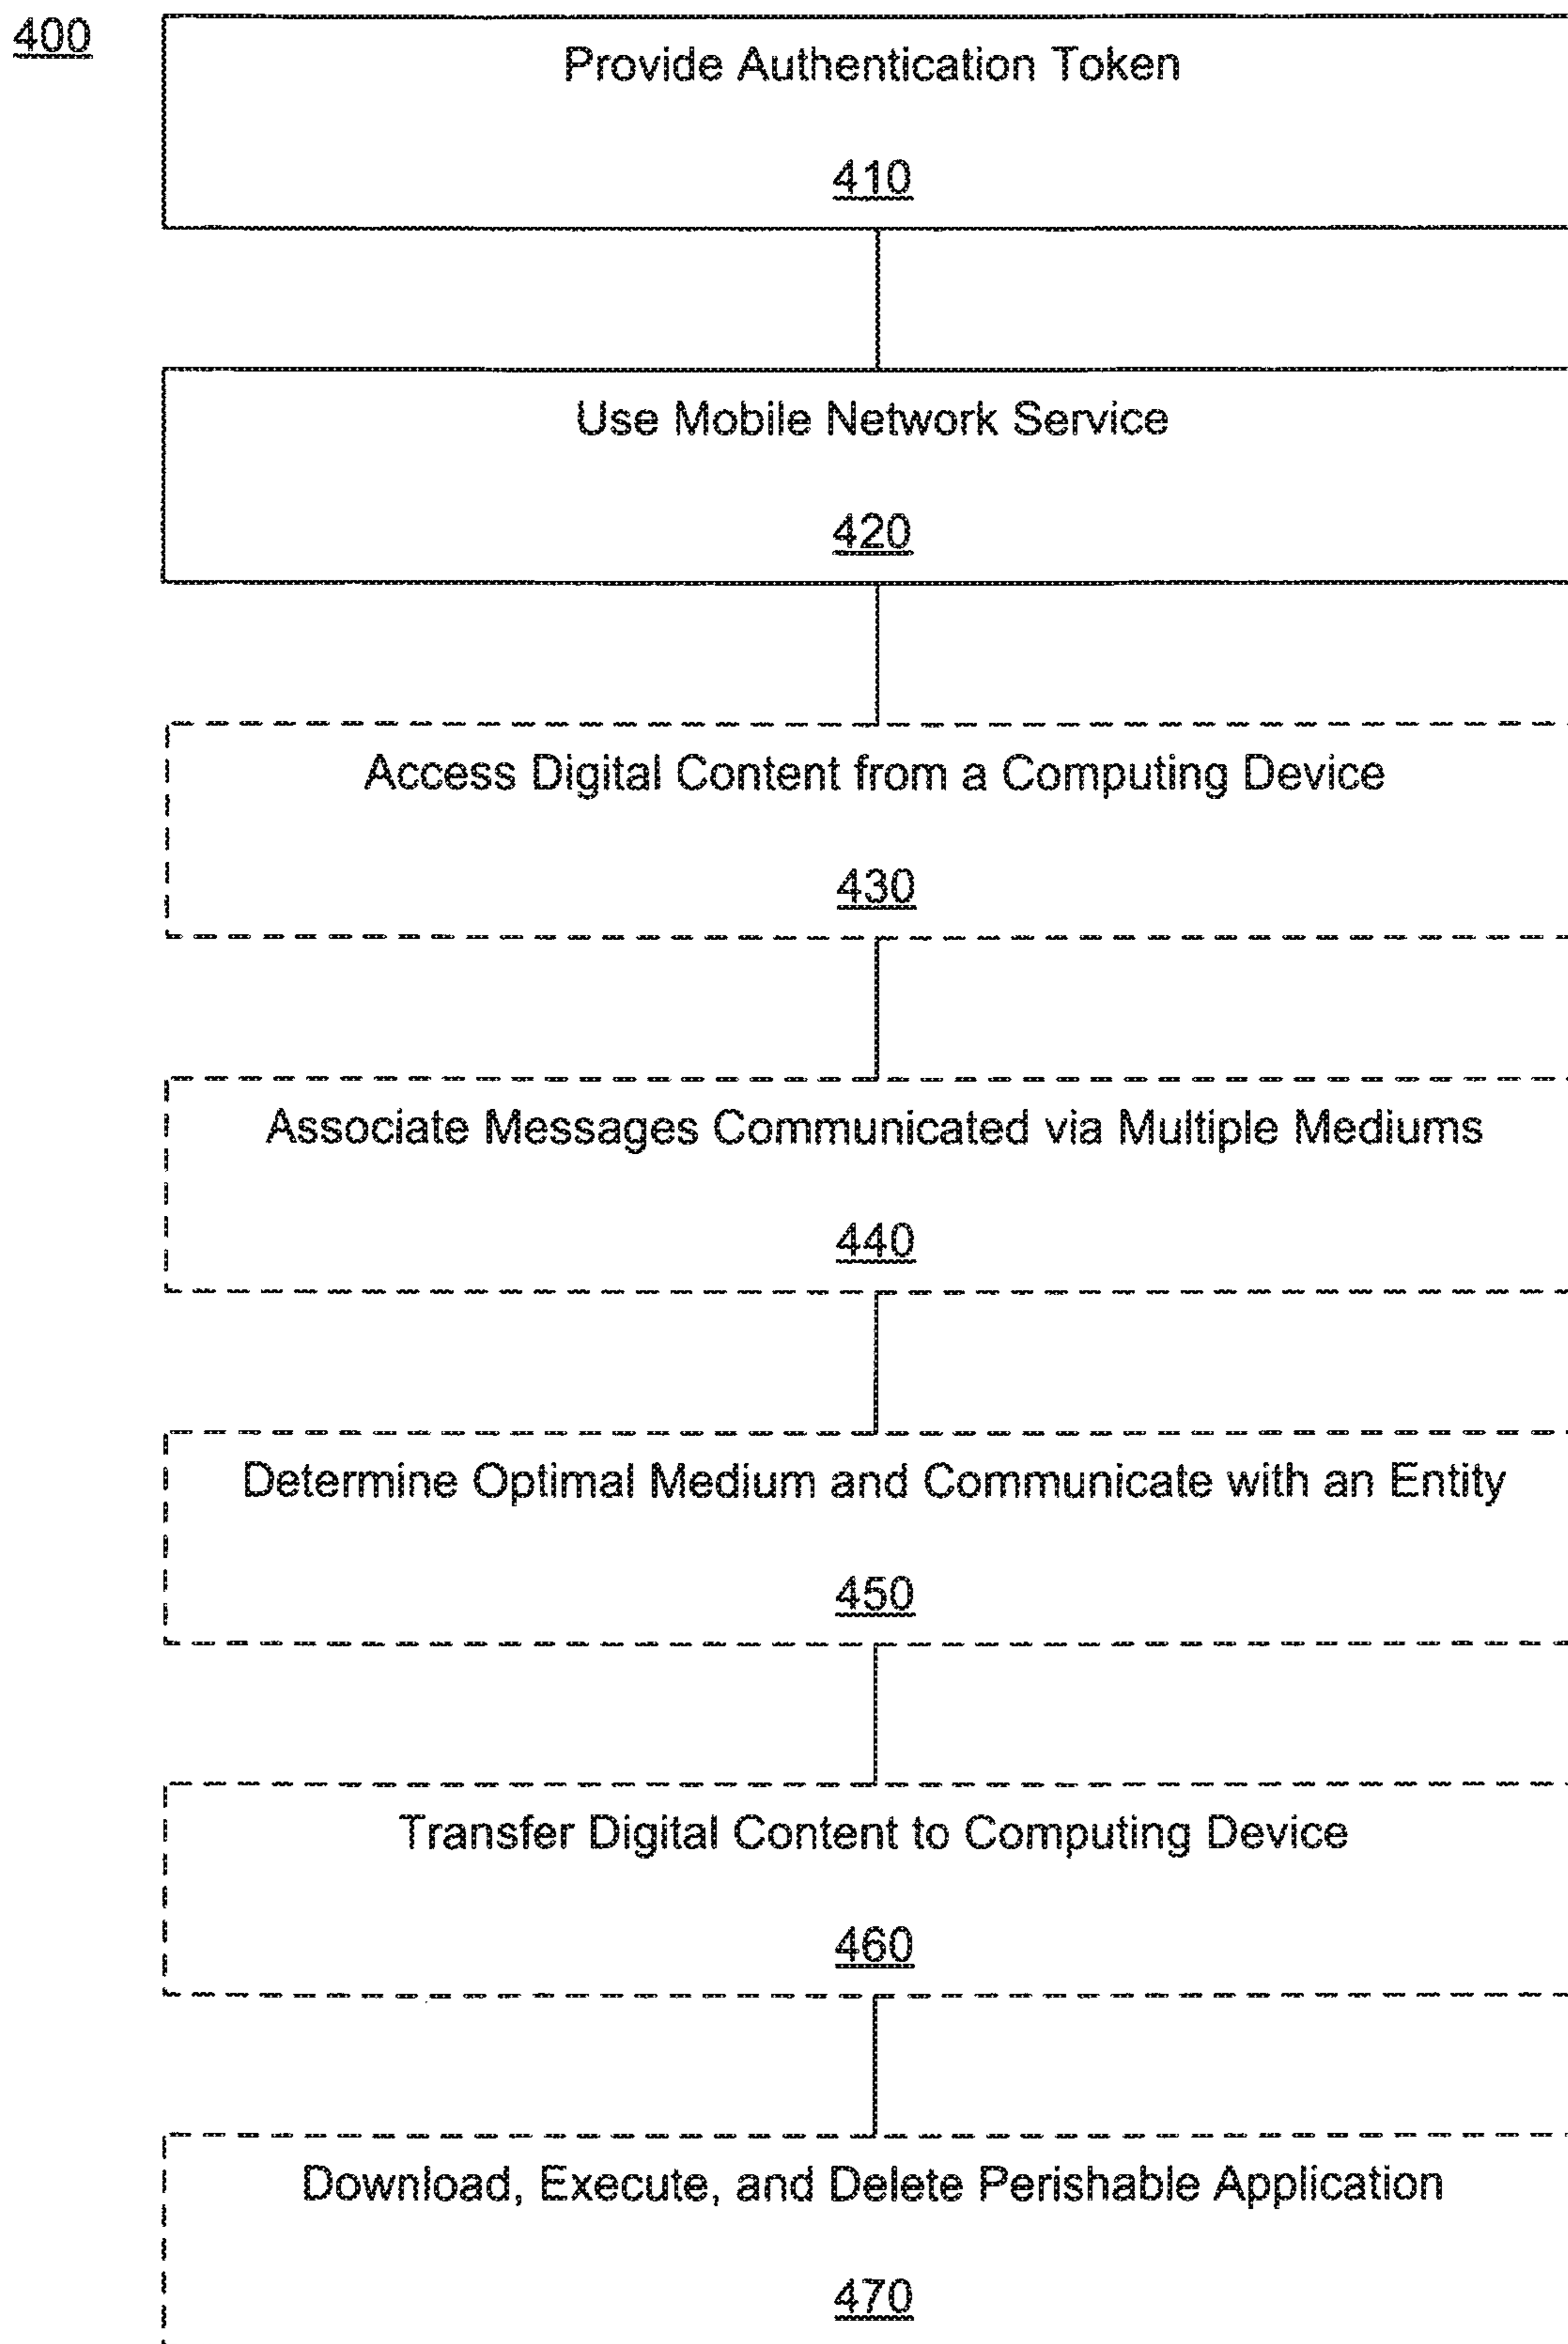 400
Provide Authentication Token
410
Use Mobile Network Service
420
Access Digital Content from a Computing Device
430
Associate Messages Communicated via Multiple Mediums
440
Determine Optimal Medium and Communicate with an Entity
450
Transfer Digital Content to Computing Device
460
Download, Execute, and Delete Perishable Application
470